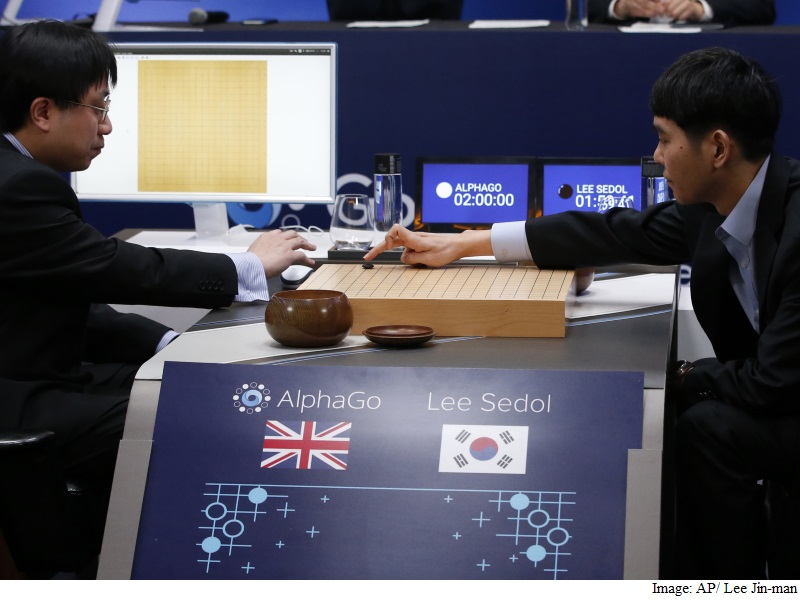 ALPHAGO
02:00:00
LEE SEDOL
AlphaGo
Lee Sedol
Image: AP/ Lee Jin-man